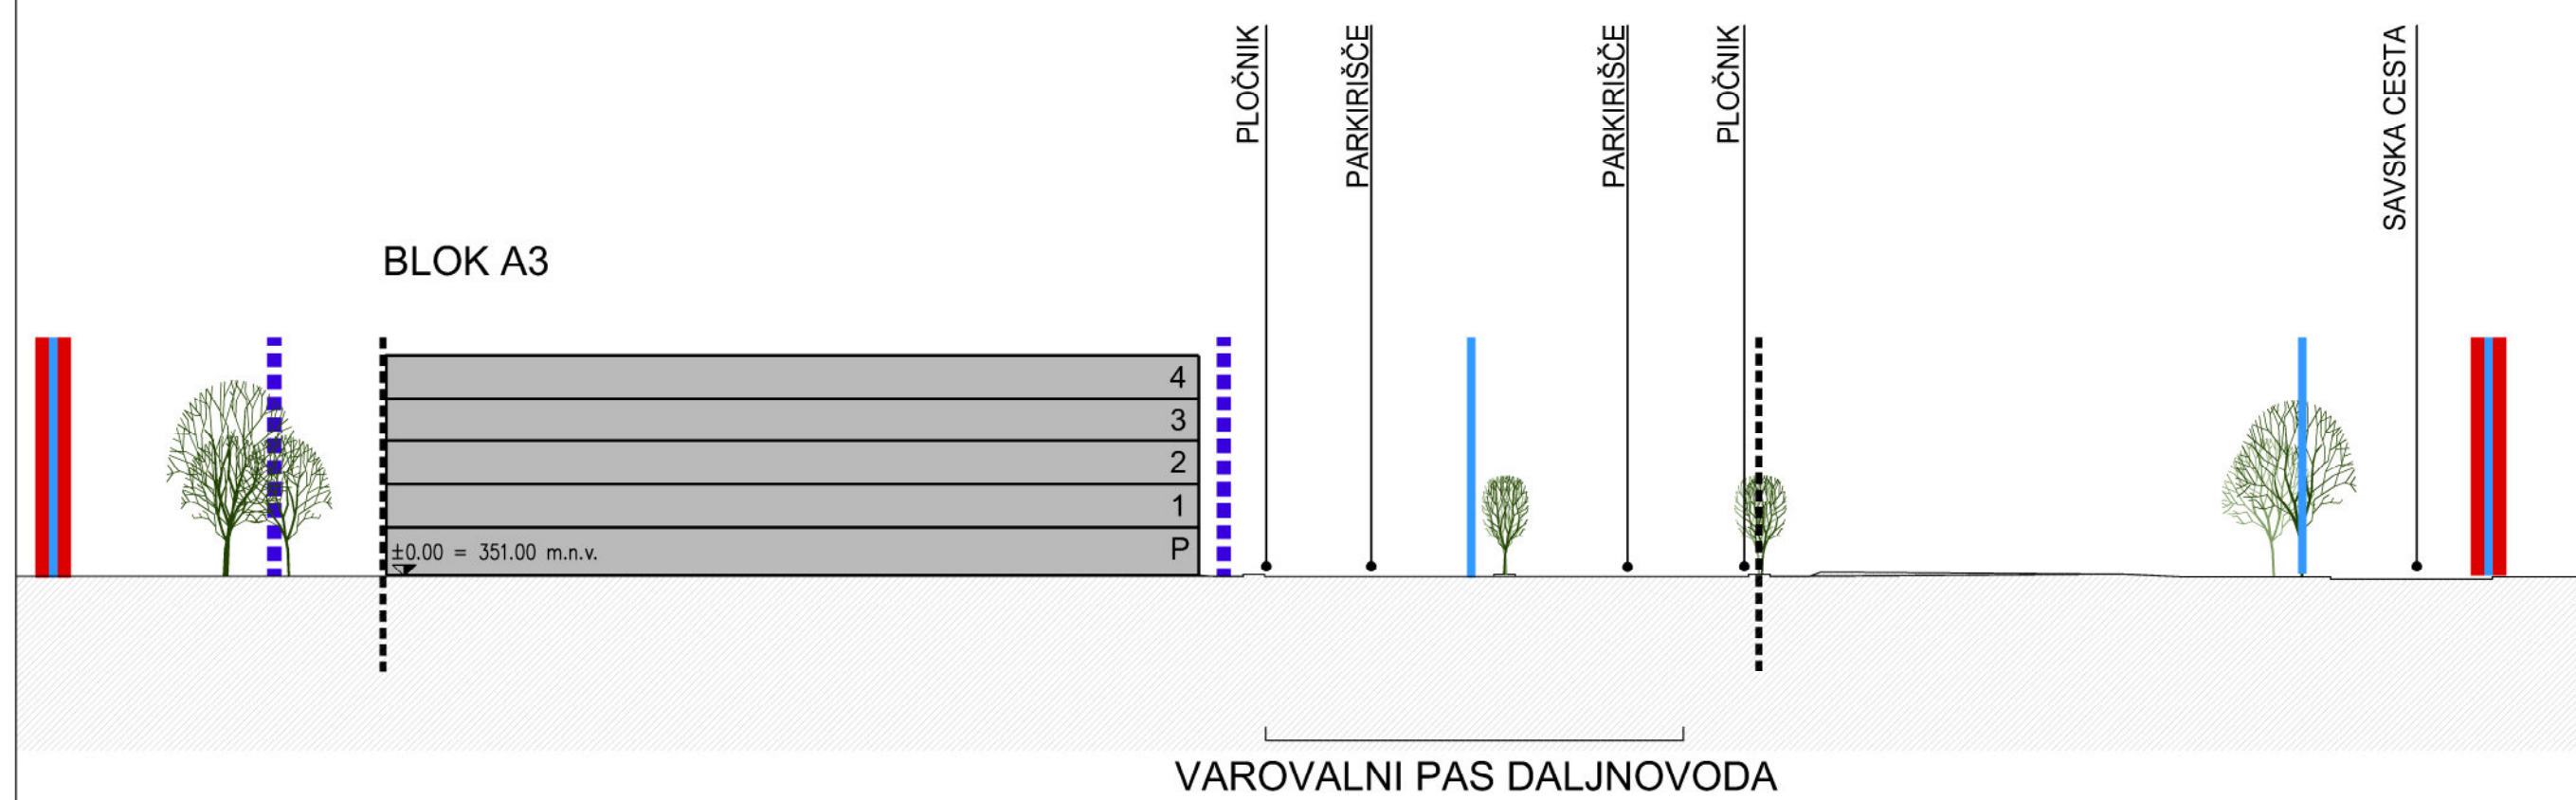 PLOČNIK
PARKIRIŠČE
PARKIRIŠČE
PLOČNIK
SAVSKA CESTA
BLOK A3
4
3
2
1
P
±0.00 = 351.00 m.n.v.
VAROVALNI PAS DALJNOVODA